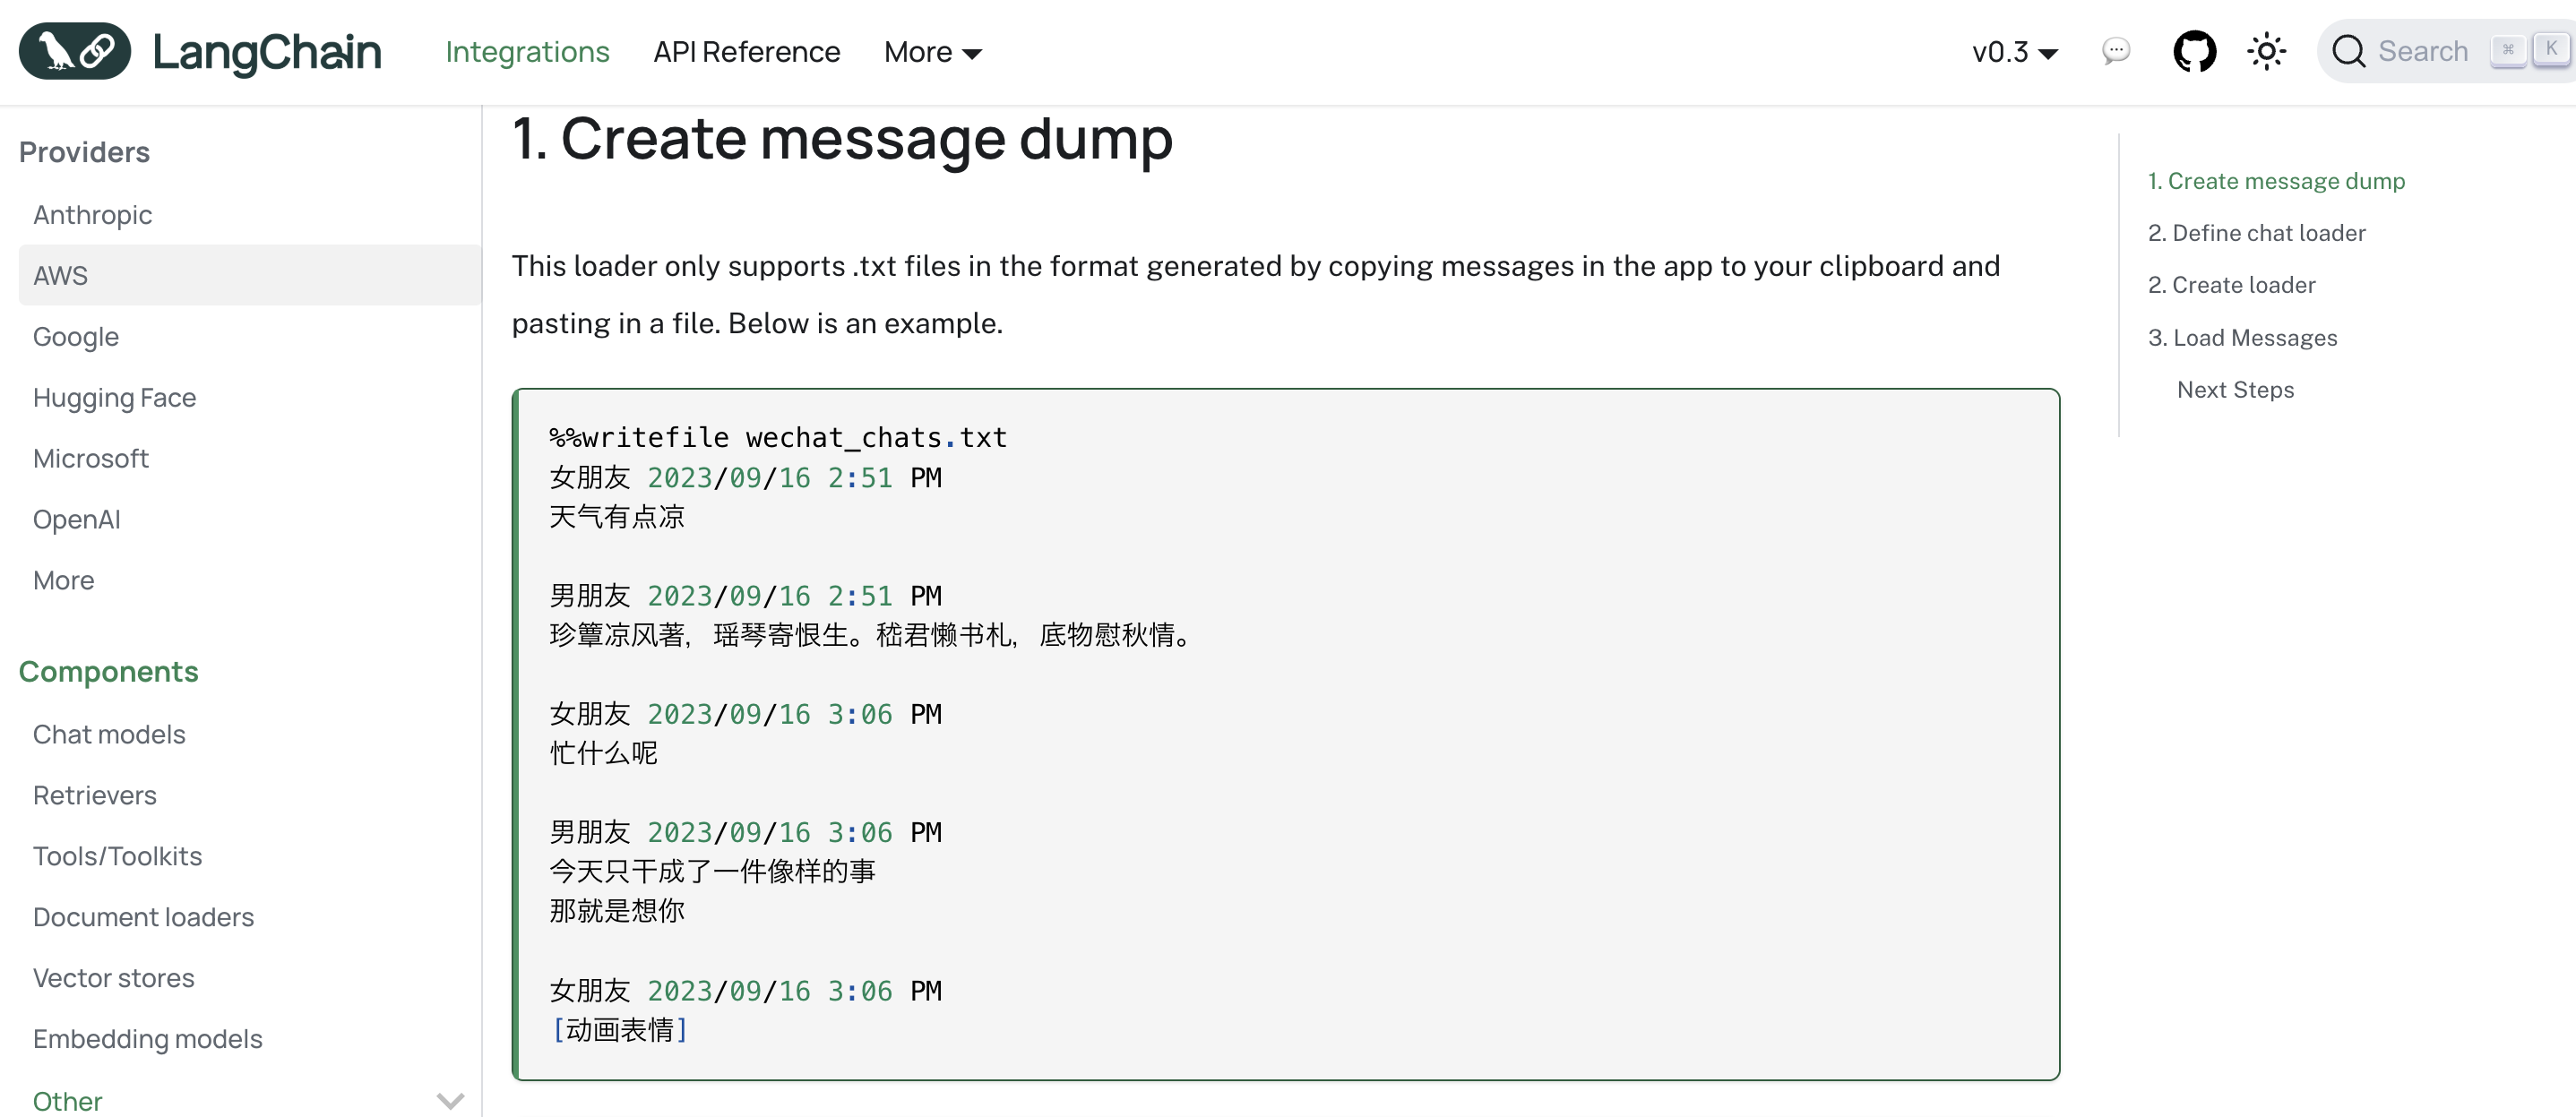 LangChain
Integrations
API Reference
More
v0.3
Search
⌘
K
Providers
Anthropic
AWS
Google
Hugging Face
Microsoft
OpenAI
More
Components
Chat models
Retrievers
Tools/Toolkits
Document loaders
Vector stores
Embedding models
Other
1. Create message dump
This loader only supports .txt files in the format generated by copying messages in the app to your clipboard and
pasting in a file. Below is an example.
%%writefile wechat_chats.txt
女朋友 2023/09/16 2:51 PM
天气有点凉
男朋友 2023/09/16 2:51 PM
珍簟凉风著，瑶琴寄恨生。嵇君懒书札，底物慰秋情。
女朋友 2023/09/16 3:06 PM
忙什么呢
男朋友 2023/09/16 3:06 PM
今天只干成了一件像样的事
那就是想你
女朋友 2023/09/16 3:06 PM
[动画表情]
1. Create message dump
2. Define chat loader
2. Create loader
3. Load Messages
Next Steps